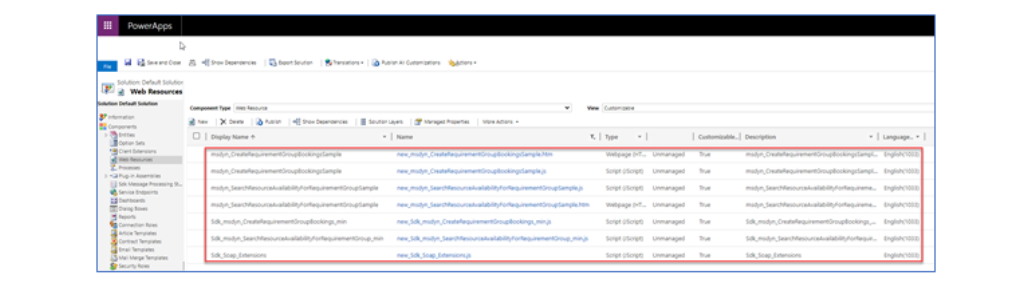 PowerApps
File Save and Close Show Dependencies Export Solution Translations Publish All Customizations Actions
Solution: Default Solution
Web Resources
Solution Default Solution
Component Type Web Resource View Customizable
Information
Components
New Delete Publish Show Dependencies Solution Layers Managed Properties More Actions
Entities
Option Sets
Display Name Name Type Customizable... Description Language...
Client Extensions
Web Resources
msdyn_CreateRequirementGroupBookingsSample new_msdyn_CreateRequirementGroupBookingsSample.htm Webpage (HT... Unmanaged True msdyn_CreateRequirementGroupBookingsSampl... English(1033)
Processes
Plug-in Assemblies
msdyn_CreateRequirementGroupBookingsSample new_msdyn_CreateRequirementGroupBookingsSample.js Script (JScript) Unmanaged True msdyn_CreateRequirementGroupBookingsSampl... English(1033)
Sdk Message Processing St...
msdyn_SearchResourceAvailabilityForRequirementGroupSample new_msdyn_SearchResourceAvailabilityForRequirementGroupSample.js Script (JScript) Unmanaged True msdyn_SearchResourceAvailabilityForRequireme... English(1033)
Service Endpoints
Dashboards
Dialog Boxes
msdyn_SearchResourceAvailabilityForRequirementGroupSample new_msdyn_SearchResourceAvailabilityForRequirementGroupSample.htm Webpage (HT... Unmanaged True msdyn_SearchResourceAvailabilityForRequireme... English(1033)
Reports
Connection Roles
Sdk_msdyn_CreateRequirementGroupBookings_min new_Sdk_msdyn_CreateRequirementGroupBookings_min.js Script (JScript) Unmanaged True Sdk_msdyn_CreateRequirementGroupBookings_... English(1033)
Article Templates
Contract Templates
Sdk_msdyn_SearchResourceAvailabilityForRequirementGroup_min new_Sdk_msdyn_SearchResourceAvailabilityForRequirementGroup_min.js Script (JScript) Unmanaged True Sdk_msdyn_SearchResourceAvailabilityForRequire... English(1033)
Email Templates
Mail Merge Templates
Sdk_Soap_Extensions new_Sdk_Soap_Extensions.js Script (JScript) Unmanaged True Sdk_Soap_Extensions English(1033)
Security Roles